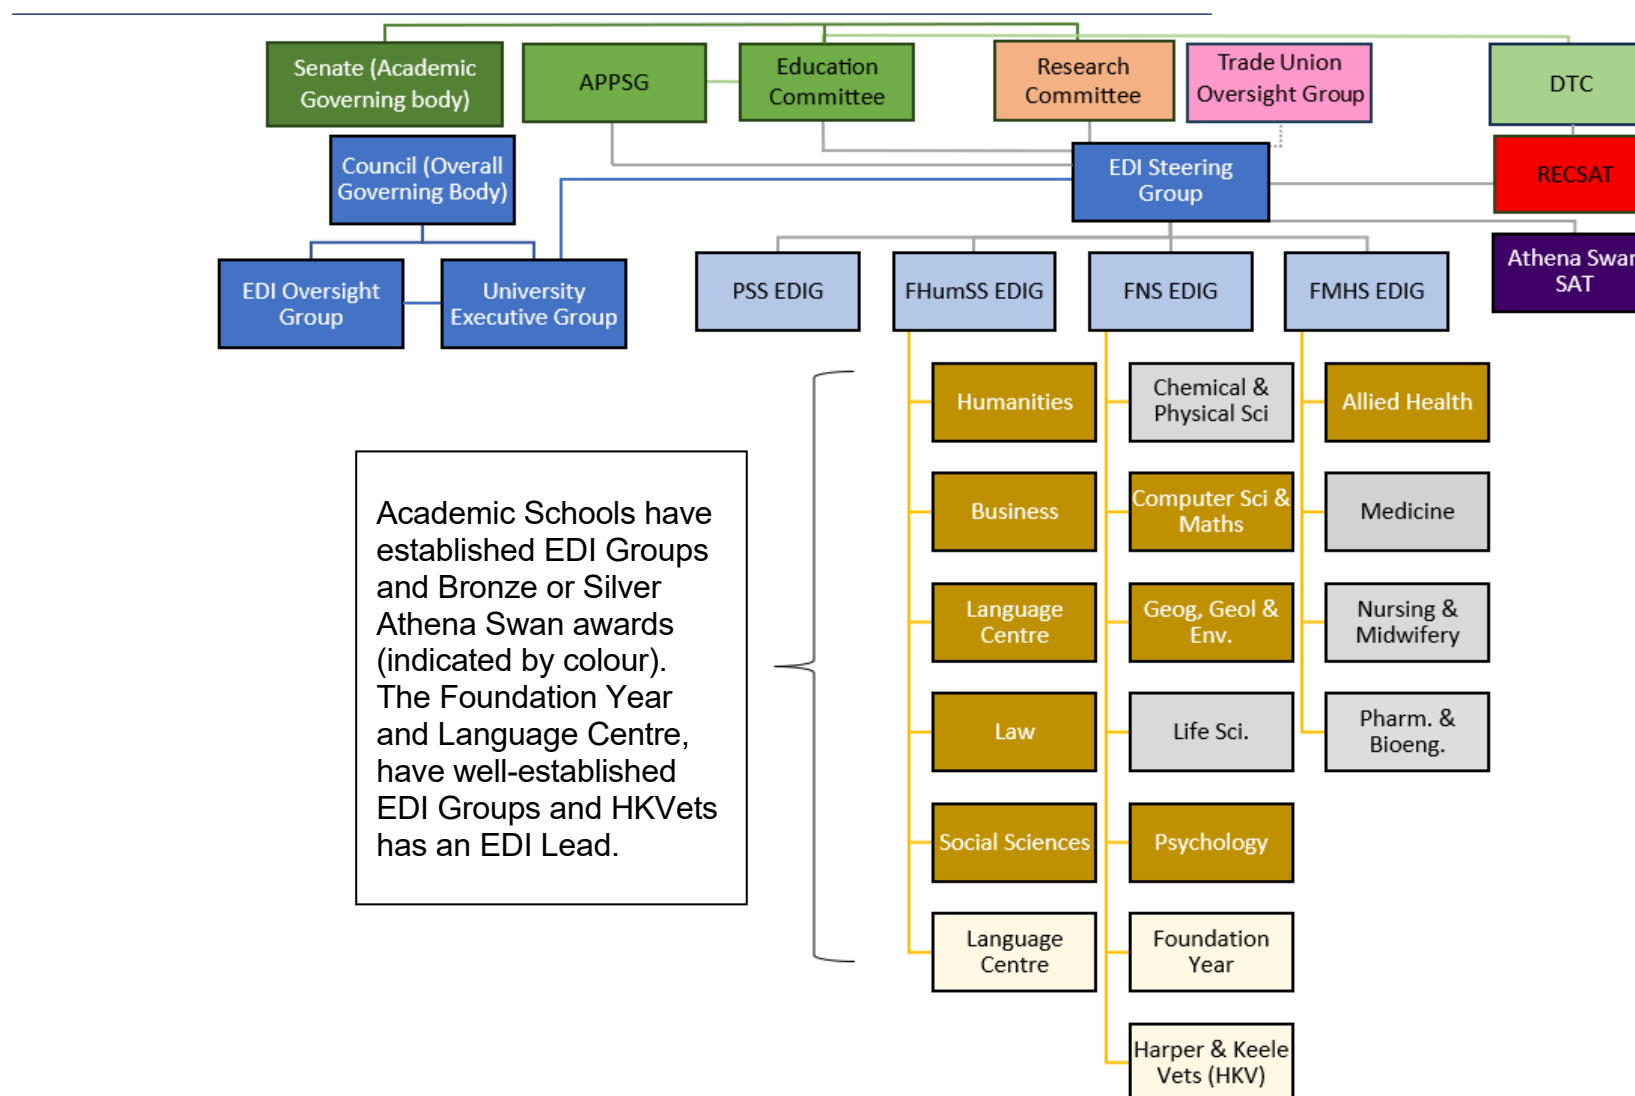 Senate (Academic
Governing body)
APPSG
Education
Committee
Research
Committee
Trade Union
Oversight Group
DTC
Council (Overall
Governing Body)
EDI Steering
Group
RECSAT
EDI Oversight
Group
University
Executive Group
PSS EDIG
FHumSS EDIG
FNS EDIG
FMHS EDIG
Athena Swan
SAT
Academic Schools have
established EDI Groups
and Bronze or Silver
Athena Swan awards
(indicated by colour).
The Foundation Year
and Language Centre,
have well-established
EDI Groups and HKVets
has an EDI Lead.
Humanities
Business
Language
Centre
Law
Social Sciences
Language
Centre
Chemical &
Physical Sci
Computer Sci &
Maths
Geog, Geol &
Env.
Life Sci.
Psychology
Foundation
Year
Harper & Keele
Vets (HKV)
Allied Health
Medicine
Nursing &
Midwifery
Pharm. &
Bioeng.